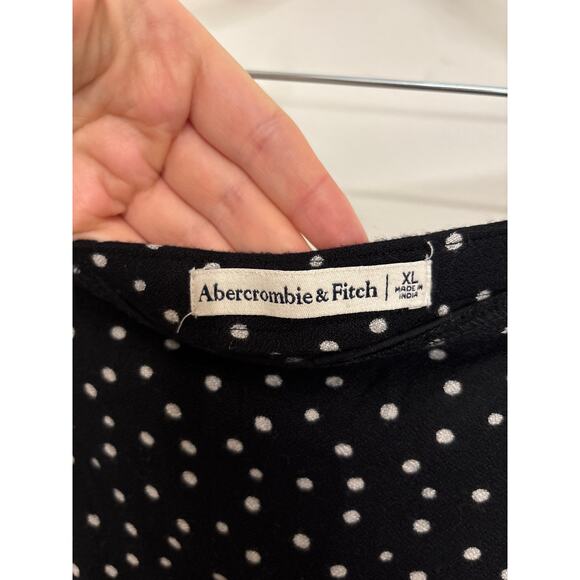 Abercrombie & Fitch
XL
MADE IN
INDIA